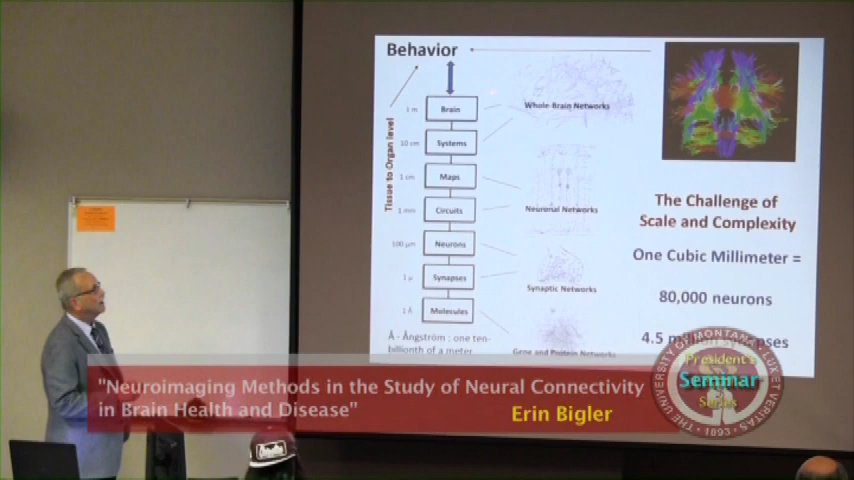 Behavior
Tissue to Organ level
1 m
Brain
Whole-Brain Networks
10 cm
Systems
1 cm
Maps
1 mm
Circuits
Neuronal Networks
100 µm
Neurons
1 µ
Synapses
Synaptic Networks
1 Å
Molecules
Å - Ångström : one ten-
billionth of a meter
Gene and Protein Networks
The Challenge of
Scale and Complexity
One Cubic Millimeter =
80,000 neurons
4.5
"Neuroimaging Methods in the Study of Neural Connectivity
in Brain Health and Disease"
Erin Bigler
THE UNIVERSITY OF MONTANA LUX ET VERITAS
President's
Seminar
Series
1893